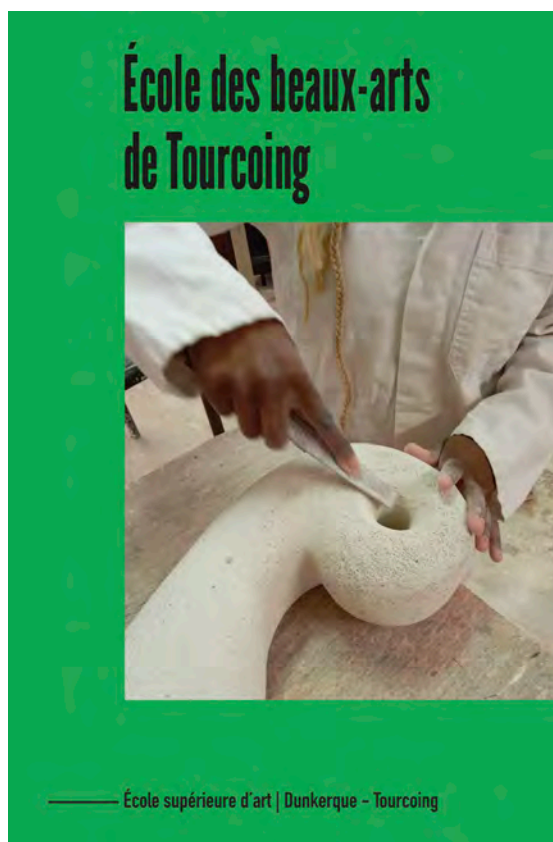 École des beaux-arts
de Tourcoing
École supérieure d'art | Dunkerque - Tourcoing